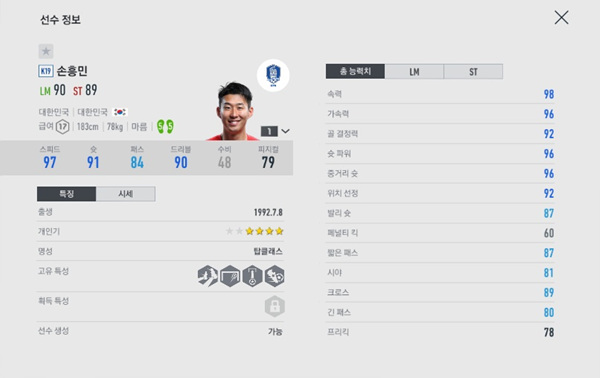 선수 정보
K19 손흥민
LM 90 ST 89
대한민국 | 대한민국
급여 17 | 183cm | 78kg | 마름 | 5 5
1
스피드 슛 패스 드리블 수비 피지컬
97 91 84 90 48 79
특징 시세
출생 1992.7.8
개인기
명성 탑클래스
고유 특성
획득 특성
선수 생성 가능
총 능력치 LM ST
속력 98
가속력 96
골 결정력 92
슛 파워 96
중거리 슛 96
위치 선정 92
발리 슛 87
페널티 킥 60
짧은 패스 87
시야 81
크로스 89
긴 패스 80
프리킥 78